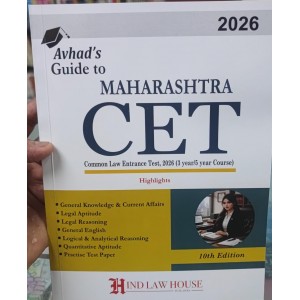 2026
Avhad's
Guide to
MAHARASHTRA
CET
Common Law Entrance Test, 2026 (3 year/5 year Course)
Highlights
General Knowledge & Current Affairs
Legal Aptitude
Legal Reasoning
General English
Logical & Analytical Reasoning
Quantitative Aptitude
Practise Test Paper
10th Edition
HIND LAW HOUSE